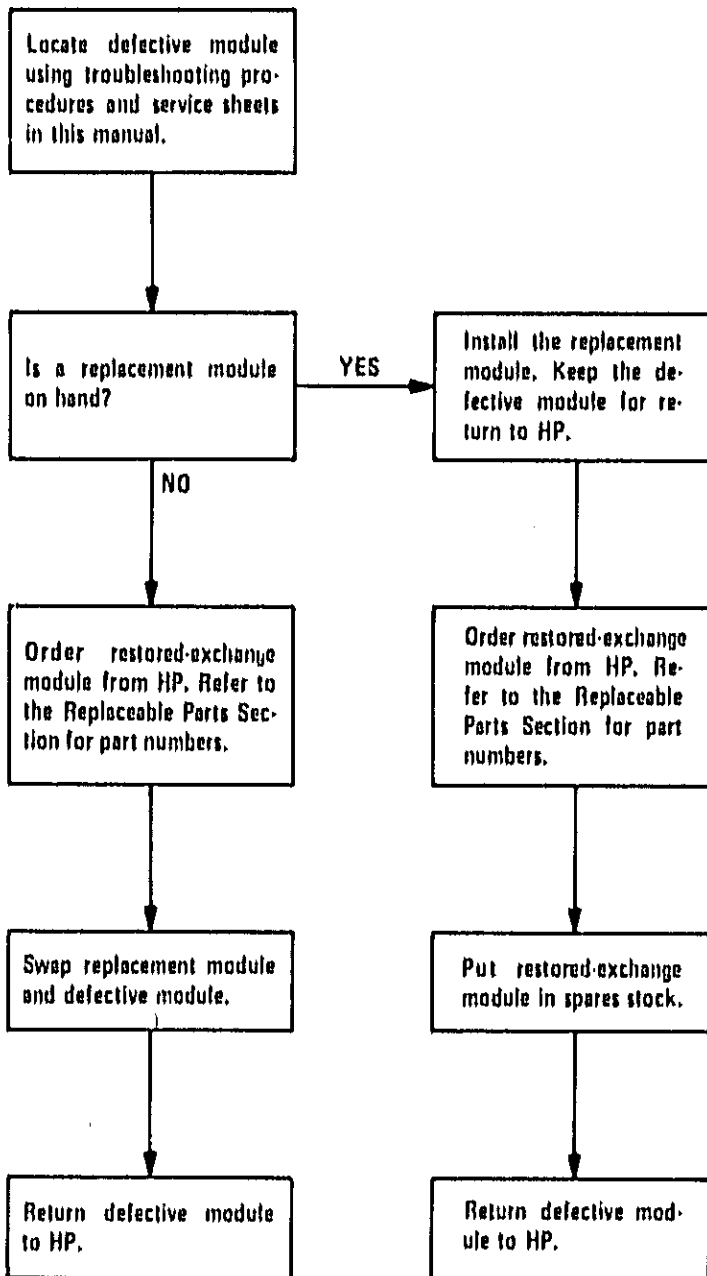 Locate defective module
using troubleshooting pro-
cedures and service sheets
in this manual.
Is a replacement module
on hand?
YES
Install the replacement
module. Keep the de-
fective module for re-
turn to HP.
NO
Order restored-exchange
module from HP. Refer to
the Replaceable Parts Sec-
tion for part numbers.
Order restored-exchange
module from HP. Re-
fer to the Replaceable
Parts Section for part
numbers.
Swap replacement module
and defective module.
Put restored-exchange
module in spares stock.
Return defective module
to HP.
Return defective mod-
ule to HP.